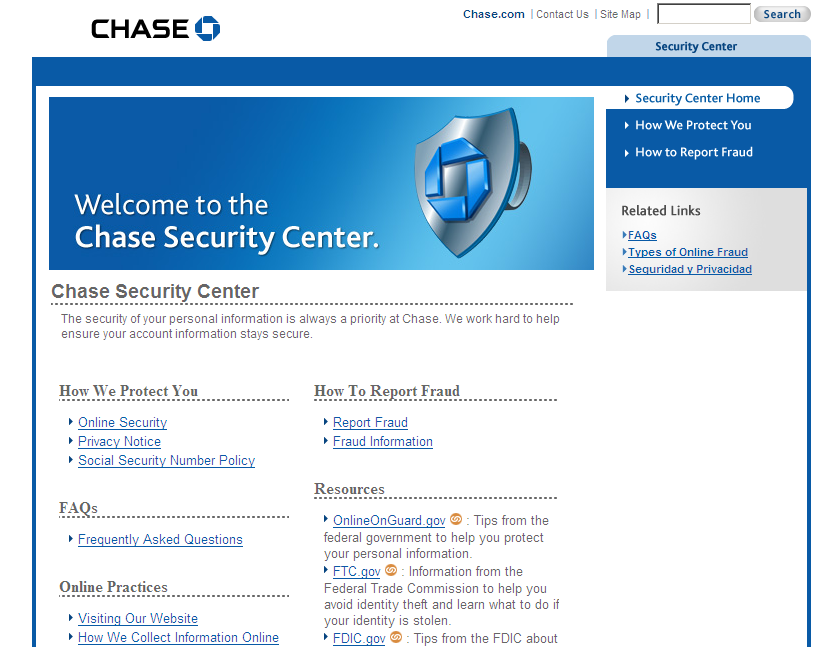 CHASE
Chase.com | Contact Us | Site Map |
Search
Security Center
Security Center Home
How We Protect You
How to Report Fraud
Related Links
FAQs
Types of Online Fraud
Seguridad y Privacidad
Welcome to the
Chase Security Center.
Chase Security Center
The security of your personal information is always a priority at Chase. We work hard to help
ensure your account information stays secure.
How We Protect You
Online Security
Privacy Notice
Social Security Number Policy
FAQs
Frequently Asked Questions
Online Practices
Visiting Our Website
How We Collect Information Online
How To Report Fraud
Report Fraud
Fraud Information
Resources
OnlineOnGuard.gov : Tips from the
federal government to help you protect
your personal information.
FTC.gov : Information from the
Federal Trade Commission to help you
avoid identity theft and learn what to do if
your identity is stolen.
FDIC.gov : Tips from the FDIC about